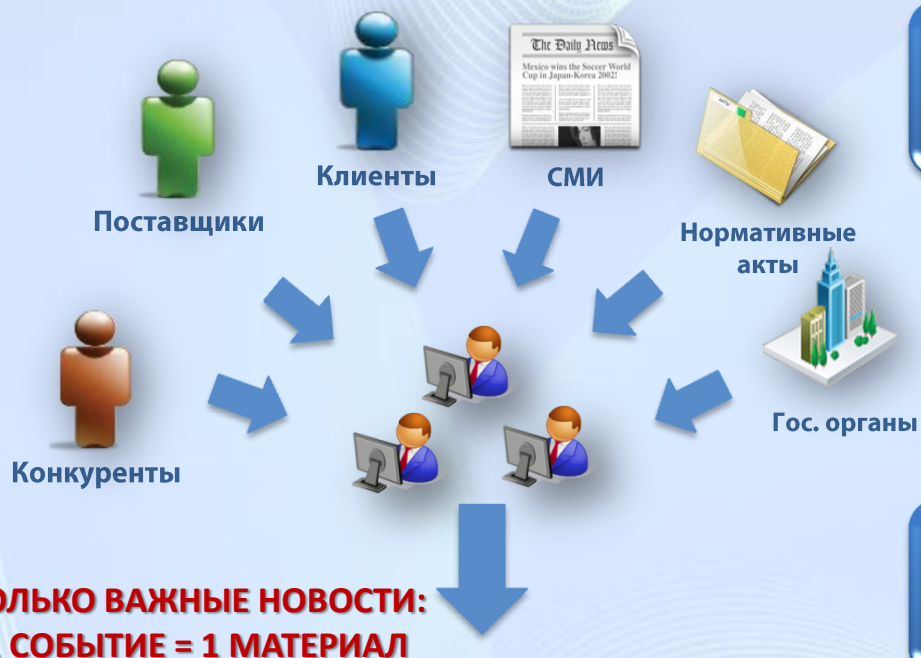 The Daily News
Mexico wins the Soccer World
Cup in Japan-Korea 2002!
Клиенты
СМИ
Поставщики
Нормативные
акты
Гос. органы
Конкуренты
ОЛЬКО ВАЖНЫЕ НОВОСТИ:
СОБЫТИЕ = 1 МАТЕРИАЛ